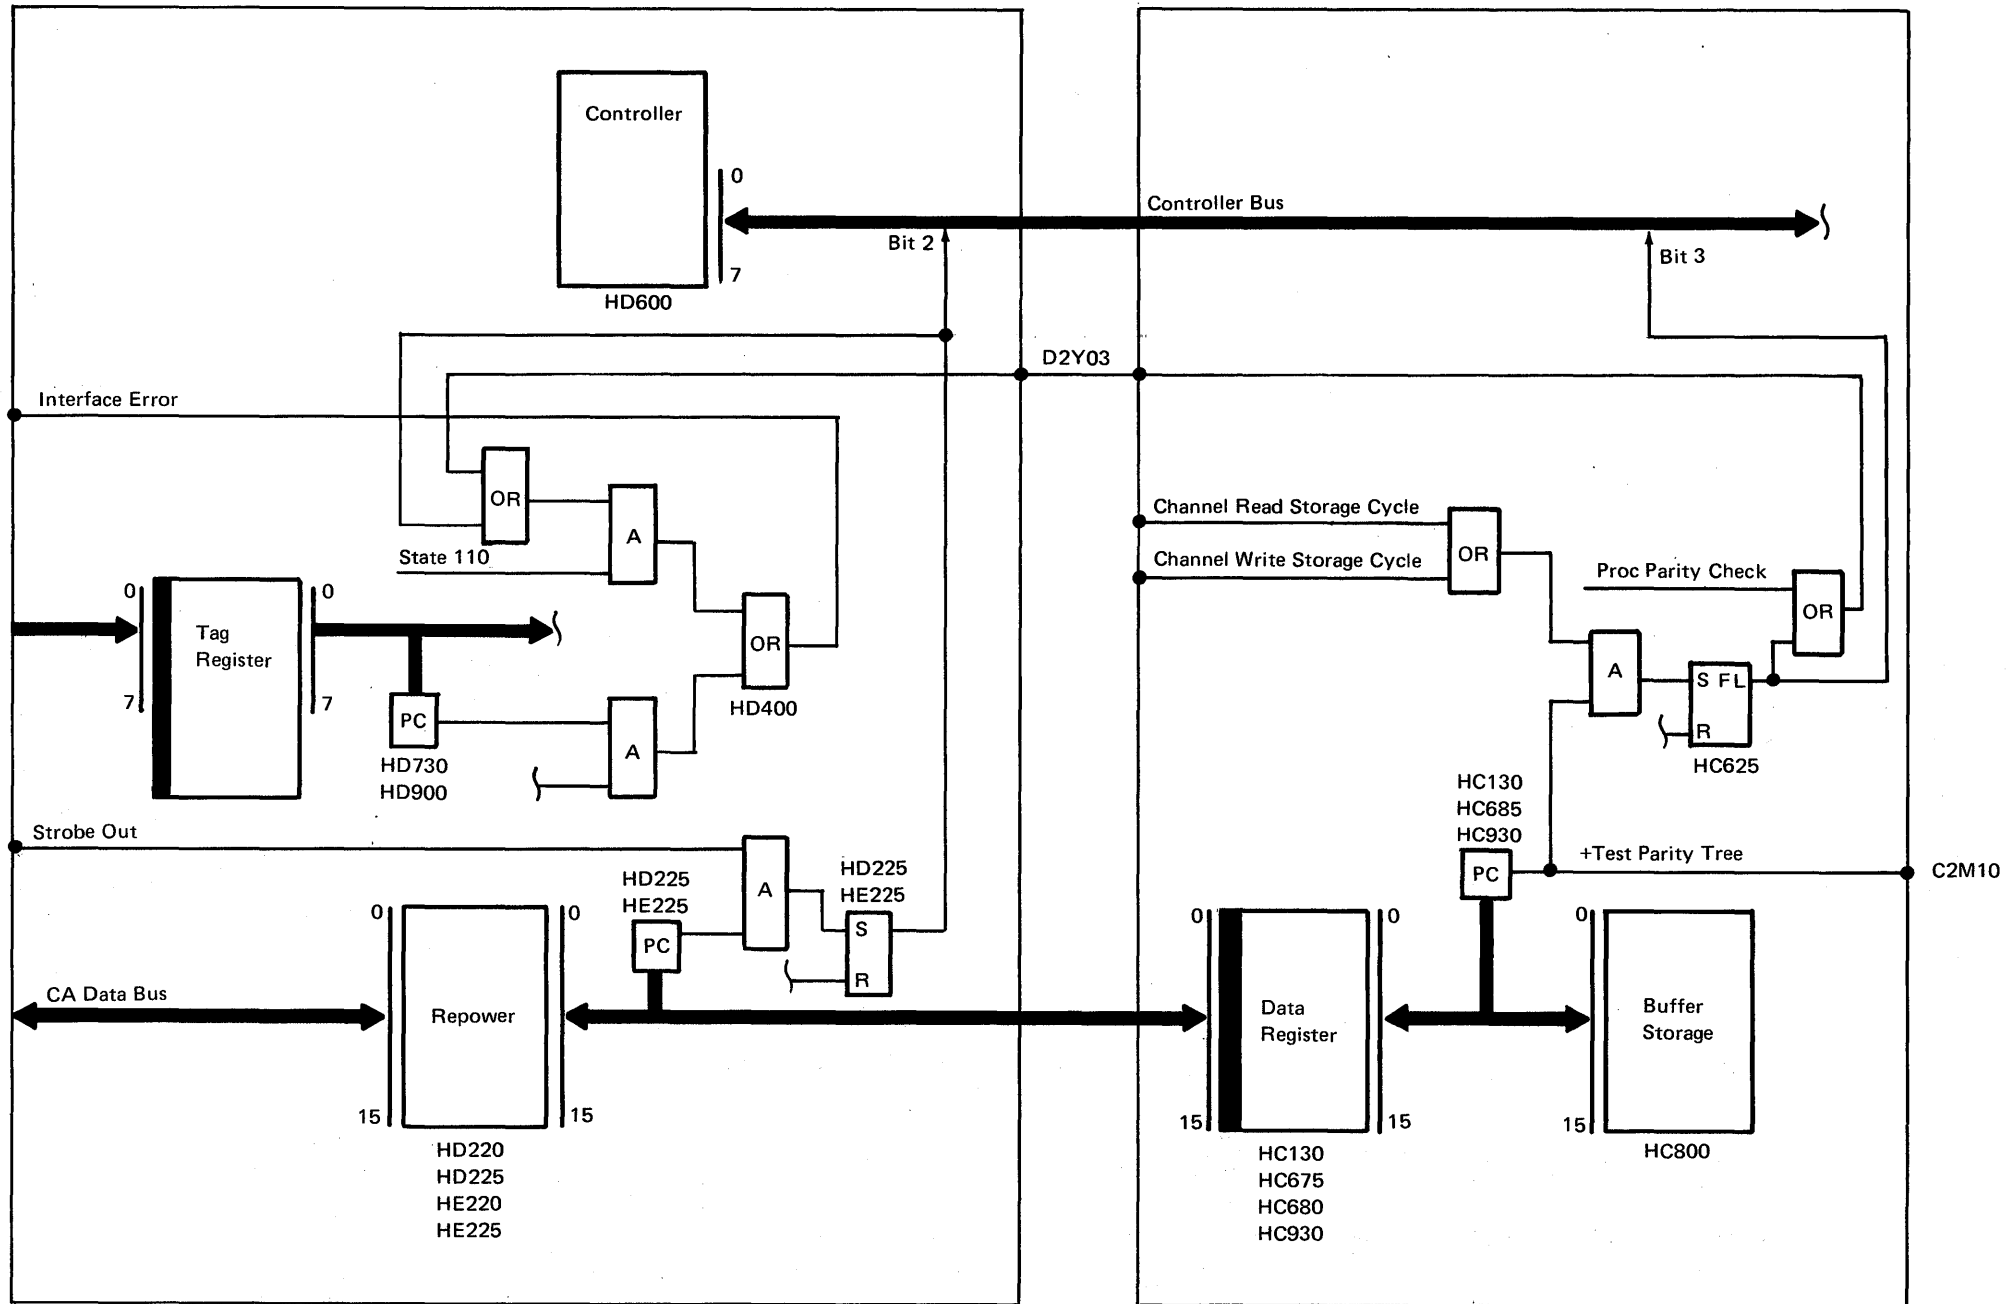 Controller
0
Controller Bus
Bit 2
Bit 3
7
HD600
D2Y03
Interface Error
OR
Channel Read Storage Cycle
A
OR
State 110
Channel Write Storage Cycle
Proc Parity Check
0
0
OR
Tag
Register
OR
A
S FL
7
7
HD400
PC
R
A
HD730
HC625
HD900
HC130
HC685
HC930
Strobe Out
+Test Parity Tree
C2M10
HD225
HE225
A
HD225
HE225
PC
0
0
0
0
0
S
PC
R
CA Data Bus
Repower
Data
Register
Buffer
Storage
15
15
15
15
15
HD220
HD225
HE220
HE225
HC130
HC675
HC680
HC930
HC800